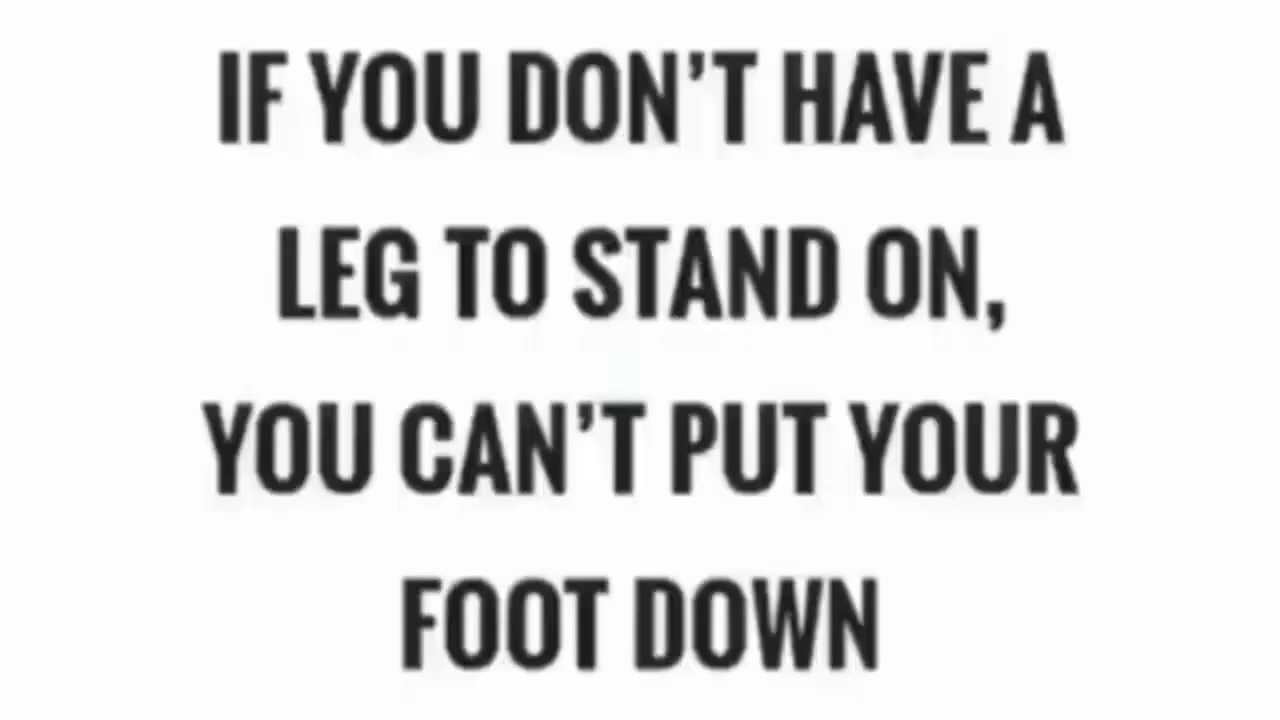 IF YOU DON’T HAVE A
LEG TO STAND ON,
YOU CAN’T PUT YOUR
FOOT DOWN